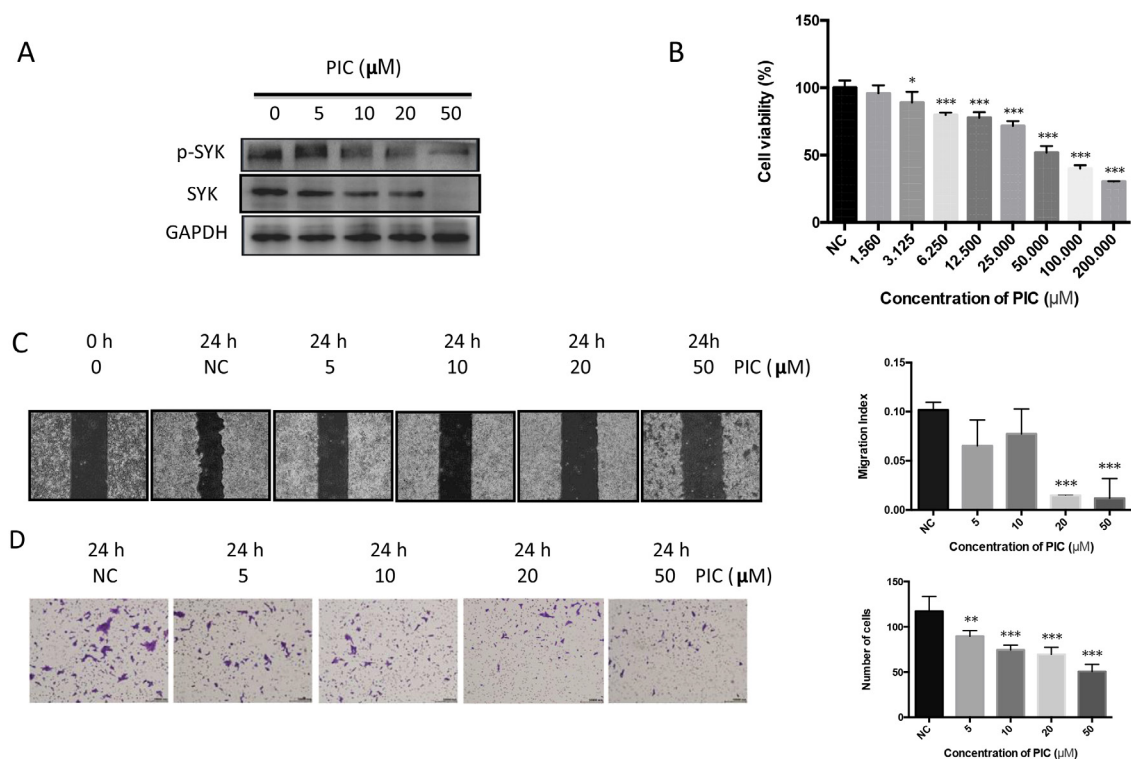 A
PIC (μM)
0 5 10 20 50
p-SYK
SYK
GAPDH
B
Cell viability (%)
150
100
50
0
* *** *** *** *** *** ***
NC 1.560 3.125 6.250 12.500 25.000 50.000 100.000 200.000
Concentration of PIC (μM)
C
0 h 24 h 24 h 24 h 24 h 24h
0 NC 5 10 20 50 PIC (μM)
Migration Index
0.15
0.10
0.05
0.00
*** ***
NC 5 10 20 50
Concentration of PIC (μM)
D
24 h 24 h 24 h 24 h 24 h
NC 5 10 20 50 PIC (μM)
Number of cells
150
100
50
0
** *** *** ***
NC 5 10 20 50
Concentration of PIC (μM)